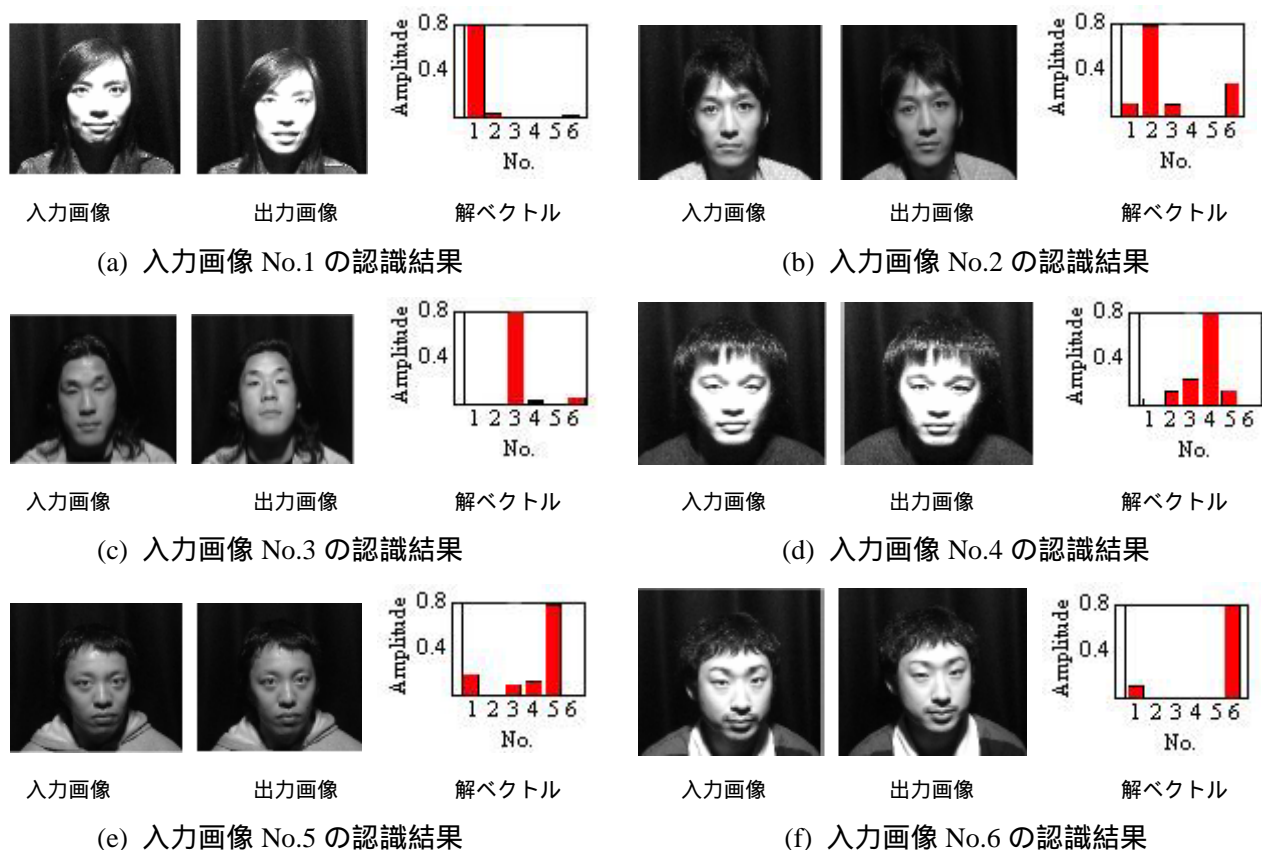 Amplitude
0.8
0.4
1 2 3 4 5 6
No.
入力画像 出力画像 解ベクトル
(a) 入力画像 No.1 の認識結果
Amplitude
0.8
0.4
1 2 3 4 5 6
No.
入力画像 出力画像 解ベクトル
(b) 入力画像 No.2 の認識結果
Amplitude
0.8
0.4
1 2 3 4 5 6
No.
入力画像 出力画像 解ベクトル
(c) 入力画像 No.3 の認識結果
Amplitude
0.8
0.4
1 2 3 4 5 6
No.
入力画像 出力画像 解ベクトル
(d) 入力画像 No.4 の認識結果
Amplitude
0.8
0.4
1 2 3 4 5 6
No.
入力画像 出力画像 解ベクトル
(e) 入力画像 No.5 の認識結果
Amplitude
0.8
0.4
1 2 3 4 5 6
No.
入力画像 出力画像 解ベクトル
(f) 入力画像 No.6 の認識結果